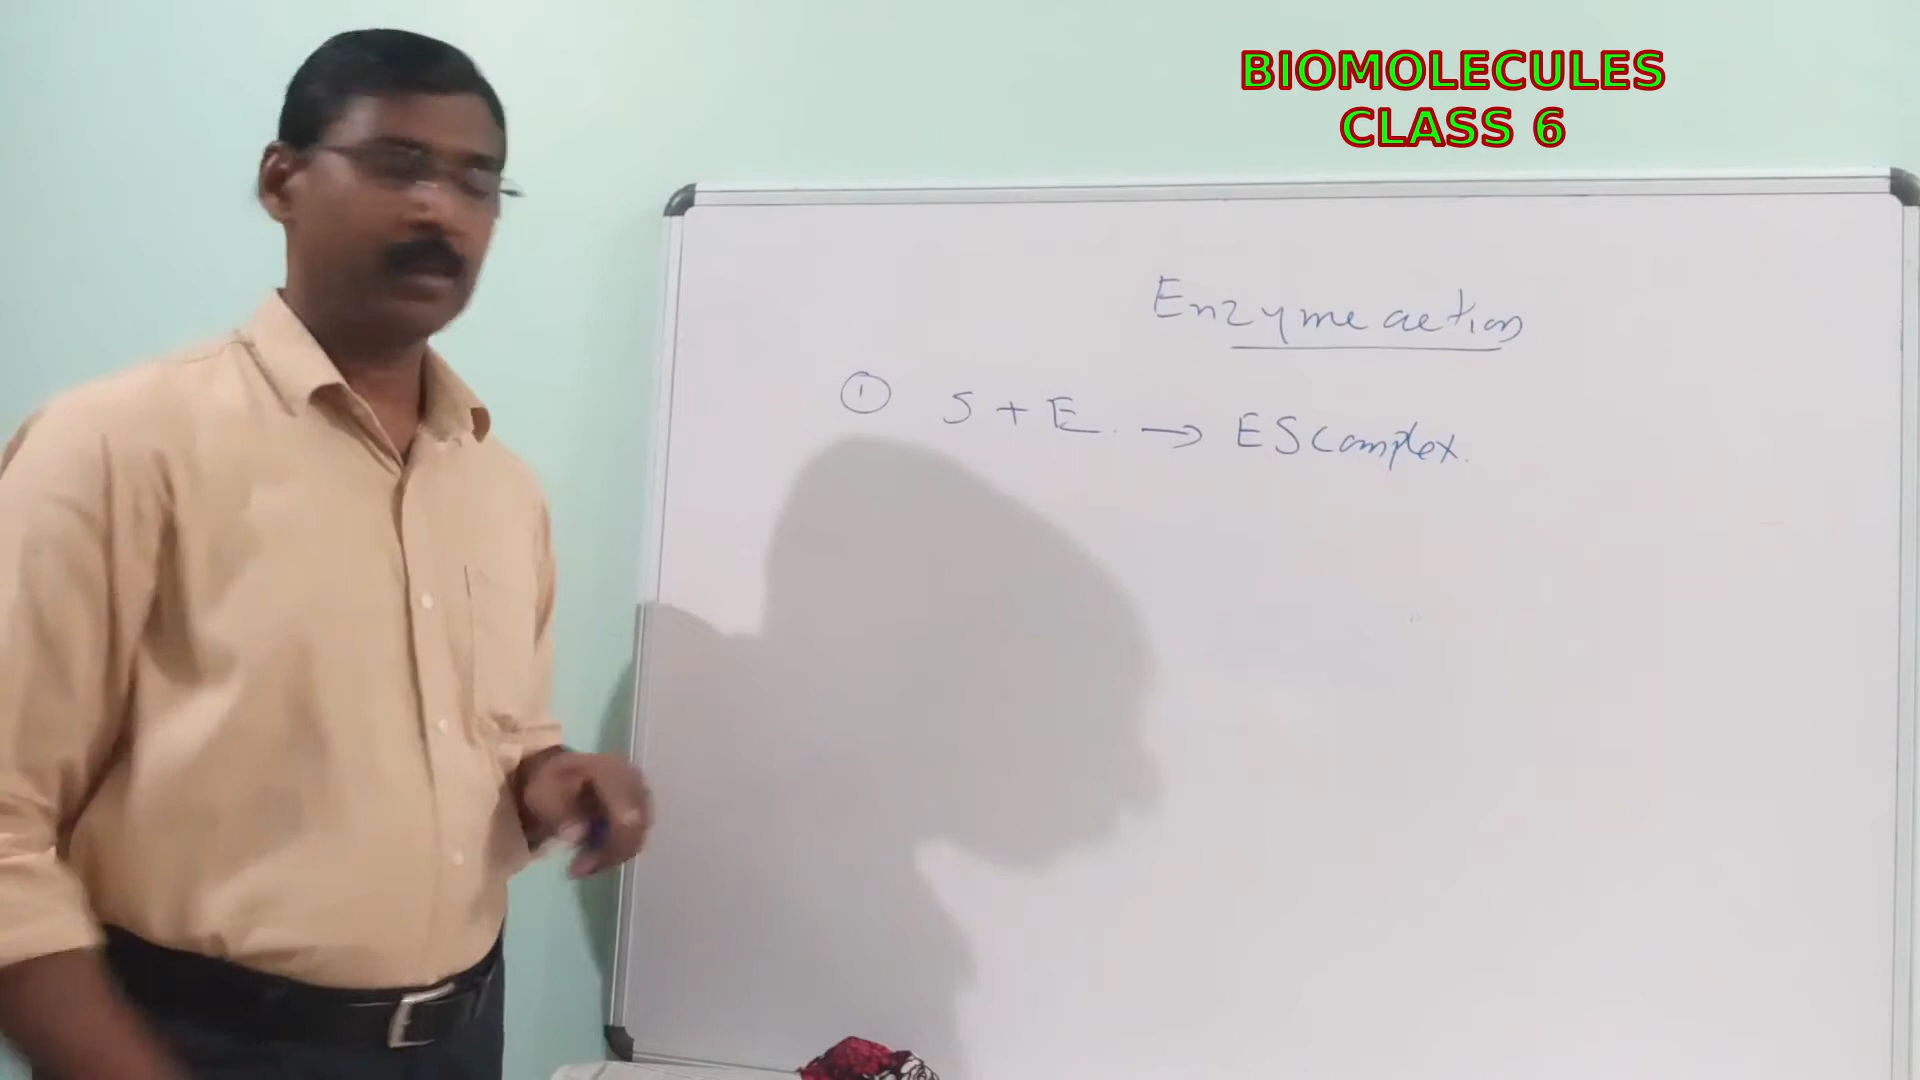 BIOMOLECULES
CLASS 6
Enzyme action
① S + E → ES Complex.